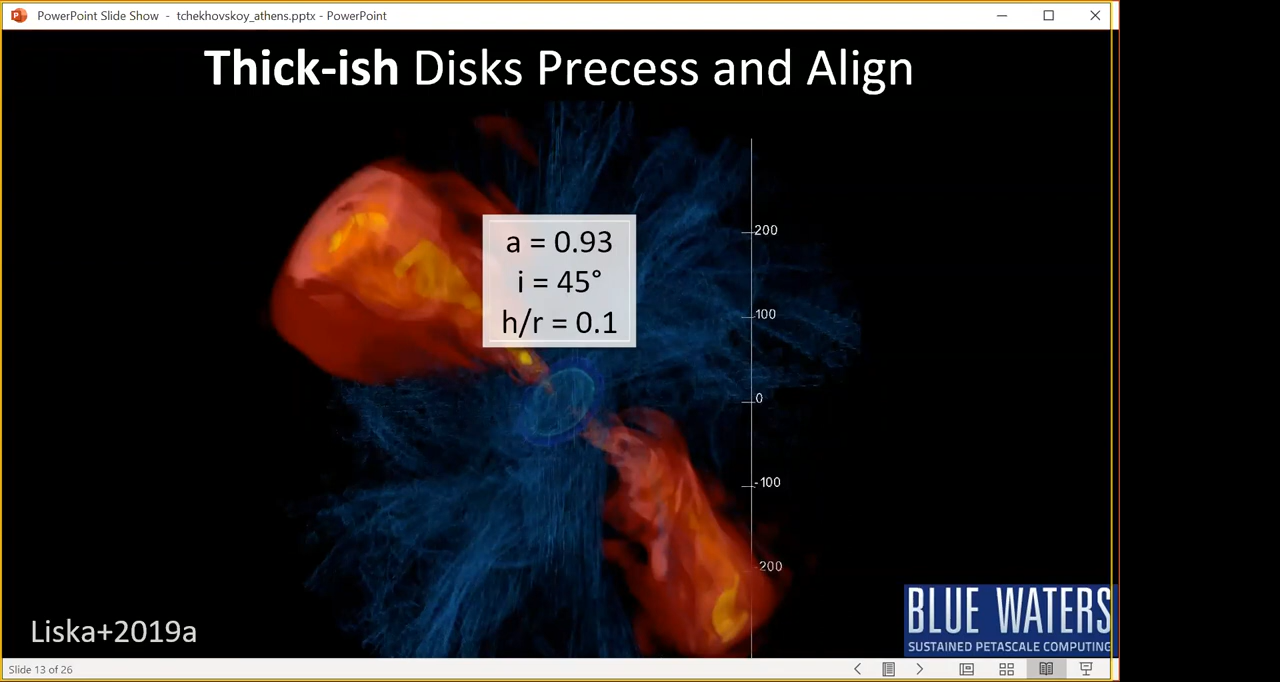 PowerPoint Slide Show - tchekhovskoy_athens.pptx - PowerPoint
Thick-ish Disks Precess and Align
a = 0.93
i = 45°
h/r = 0.1
200
100
0
-100
-200
Liska+2019a
BLUE WATERS
SUSTAINED PETASCALE COMPUTING
Slide 13 of 26